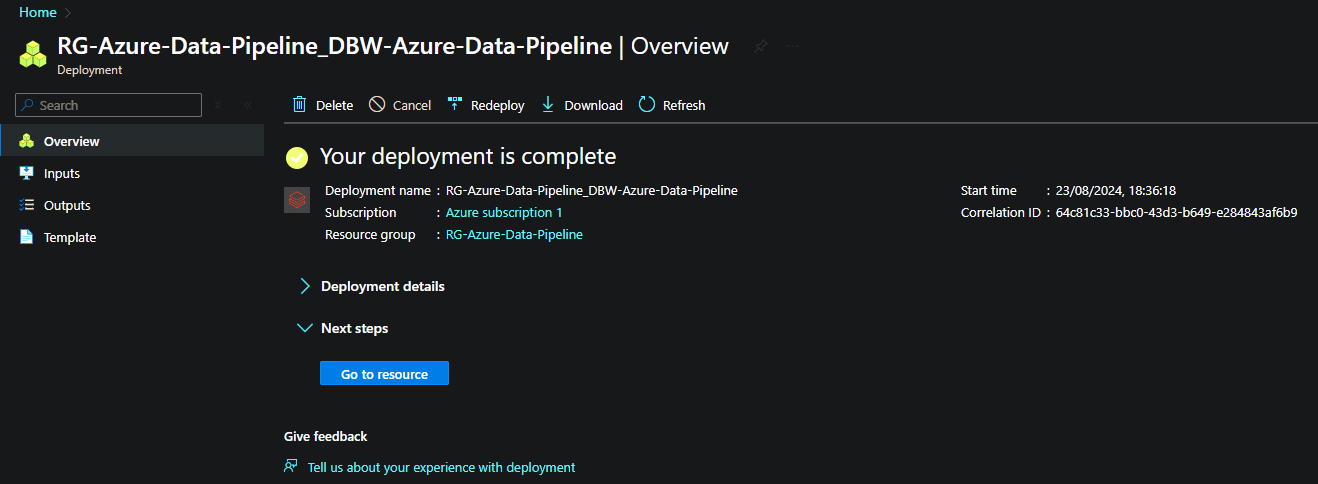 Home
RG-Azure-Data-Pipeline_DBW-Azure-Data-Pipeline | Overview
Deployment
Search
Delete
Cancel
Redeploy
Download
Refresh
Overview
Inputs
Outputs
Template
Your deployment is complete
Deployment name : RG-Azure-Data-Pipeline_DBW-Azure-Data-Pipeline
Subscription : Azure subscription 1
Resource group : RG-Azure-Data-Pipeline
Start time : 23/08/2024, 18:36:18
Correlation ID : 64c81c33-bbc0-43d3-b649-e284843af6b9
Deployment details
Next steps
Go to resource
Give feedback
Tell us about your experience with deployment